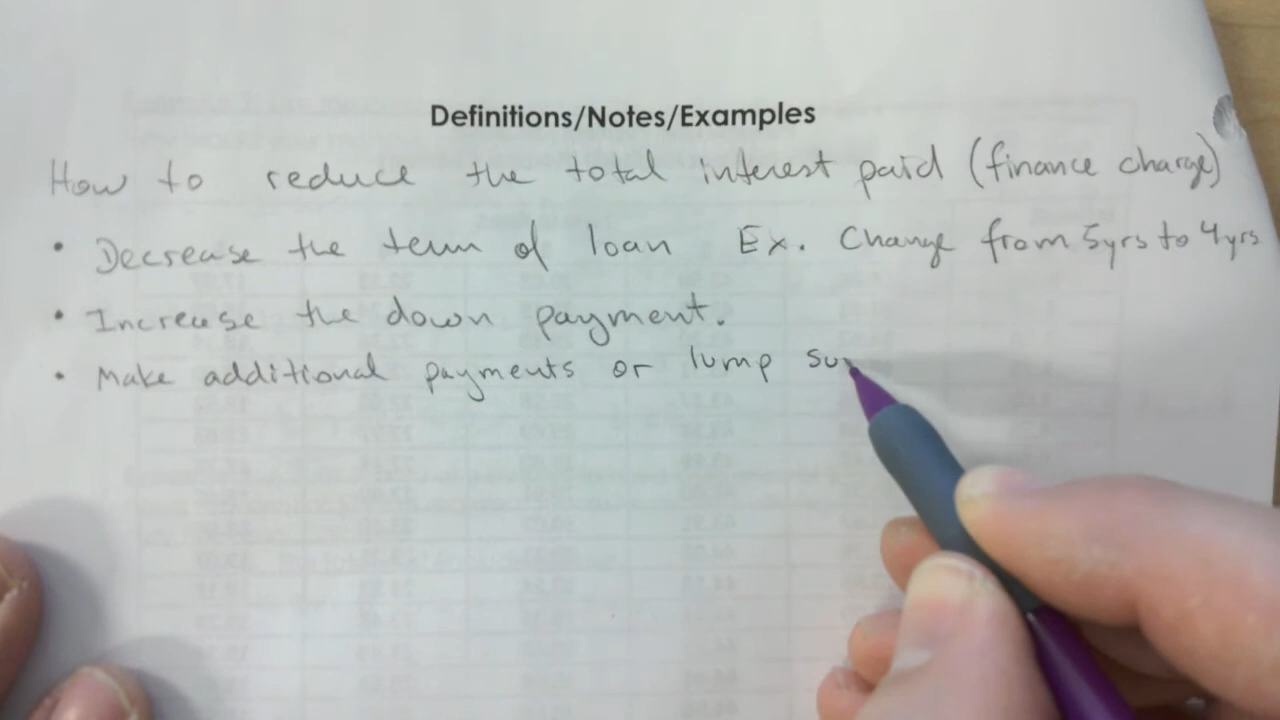 Definitions/Notes/Examples
How to reduce the total interest paid (finance charge)
• Decrease the term of loan Ex. Change from 5yrs to 4yrs
• Increase the down payment.
• Make additional payments or lump